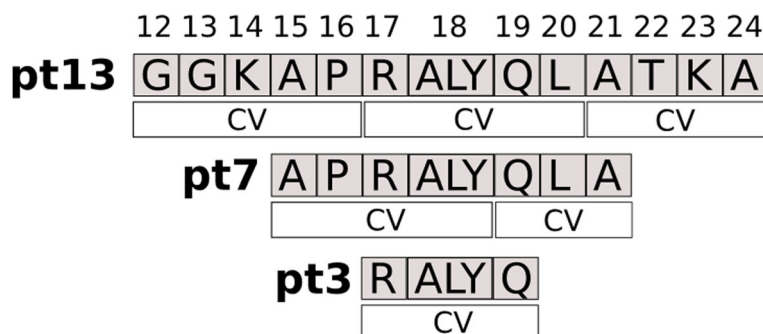 12 13 14 15 16 17 18 19 20 21 22 23 24
pt13 G G K A P R ALY Q L A T K A
CV CV CV
pt7 A P R ALY Q L A
CV CV
pt3 R ALY Q
CV